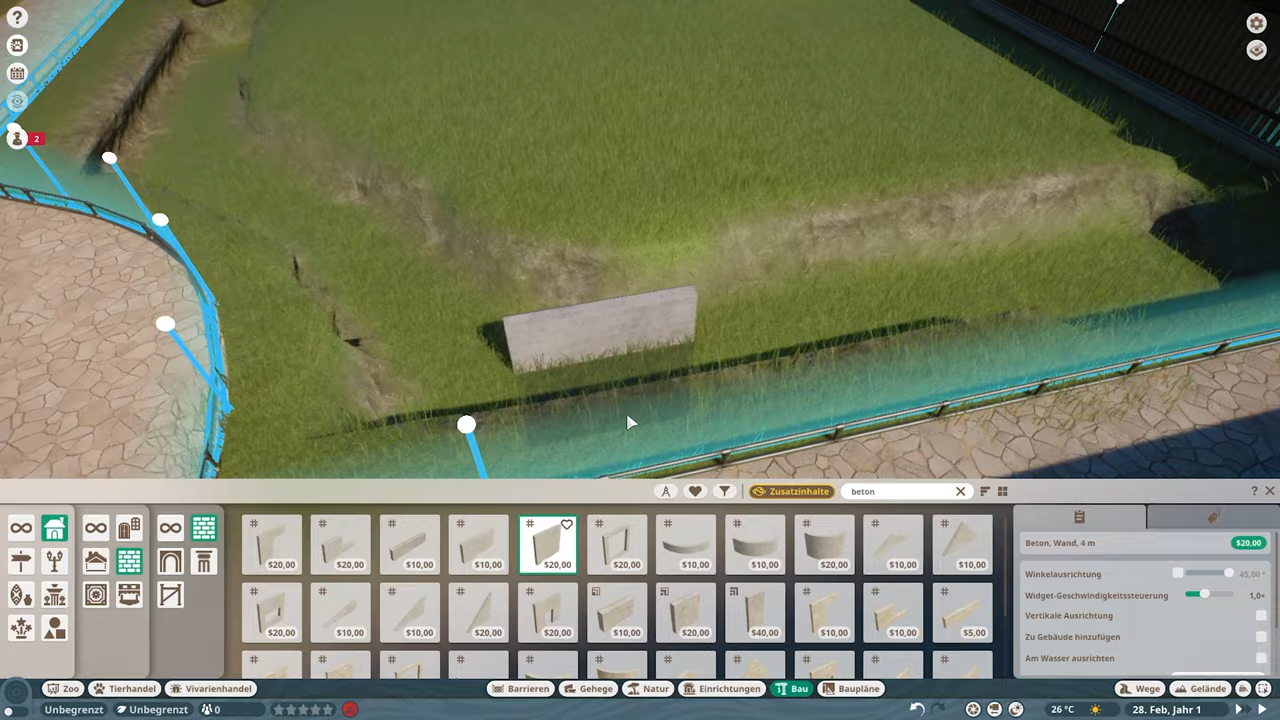 ?
2
Zusatzinhalte
beton
?
$20,00
$20,00
$10,00
$10,00
$20,00
$20,00
$10,00
$10,00
$20,00
$10,00
$10,00
$20,00
$10,00
$10,00
$20,00
$20,00
$10,00
$20,00
$40,00
$10,00
$10,00
$5,00
Beton, Wand, 4 m
$20,00
Winkelausrichtung
45,00°
Widget-Geschwindigkeitssteuerung
1,0×
Vertikale Ausrichtung
Zu Gebäude hinzufügen
Am Wasser ausrichten
Zoo
Tierhandel
Vivarienhandel
Barrieren
Gehege
Natur
Einrichtungen
Bau
Baupläne
Wege
Gelände
Unbegrenzt
Unbegrenzt
0
26 °C
28. Feb, Jahr 1